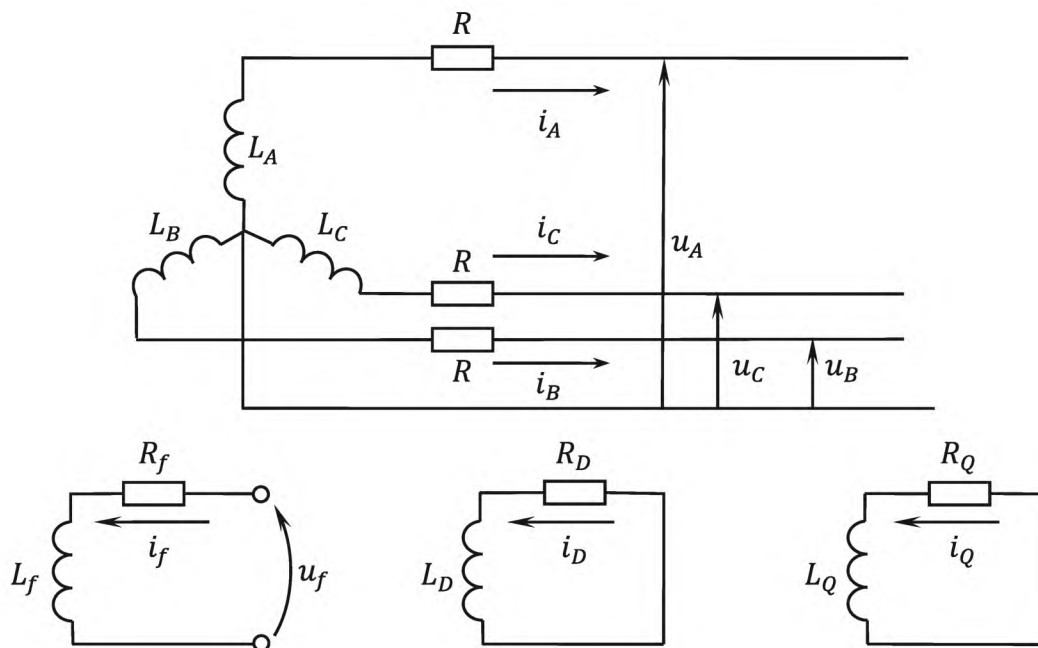 R
i_A
L_A
L_B L_C i_C
u_A
R
R i_B u_C u_B
R_f R_D R_Q
i_f i_D i_Q
L_f u_f L_D L_Q